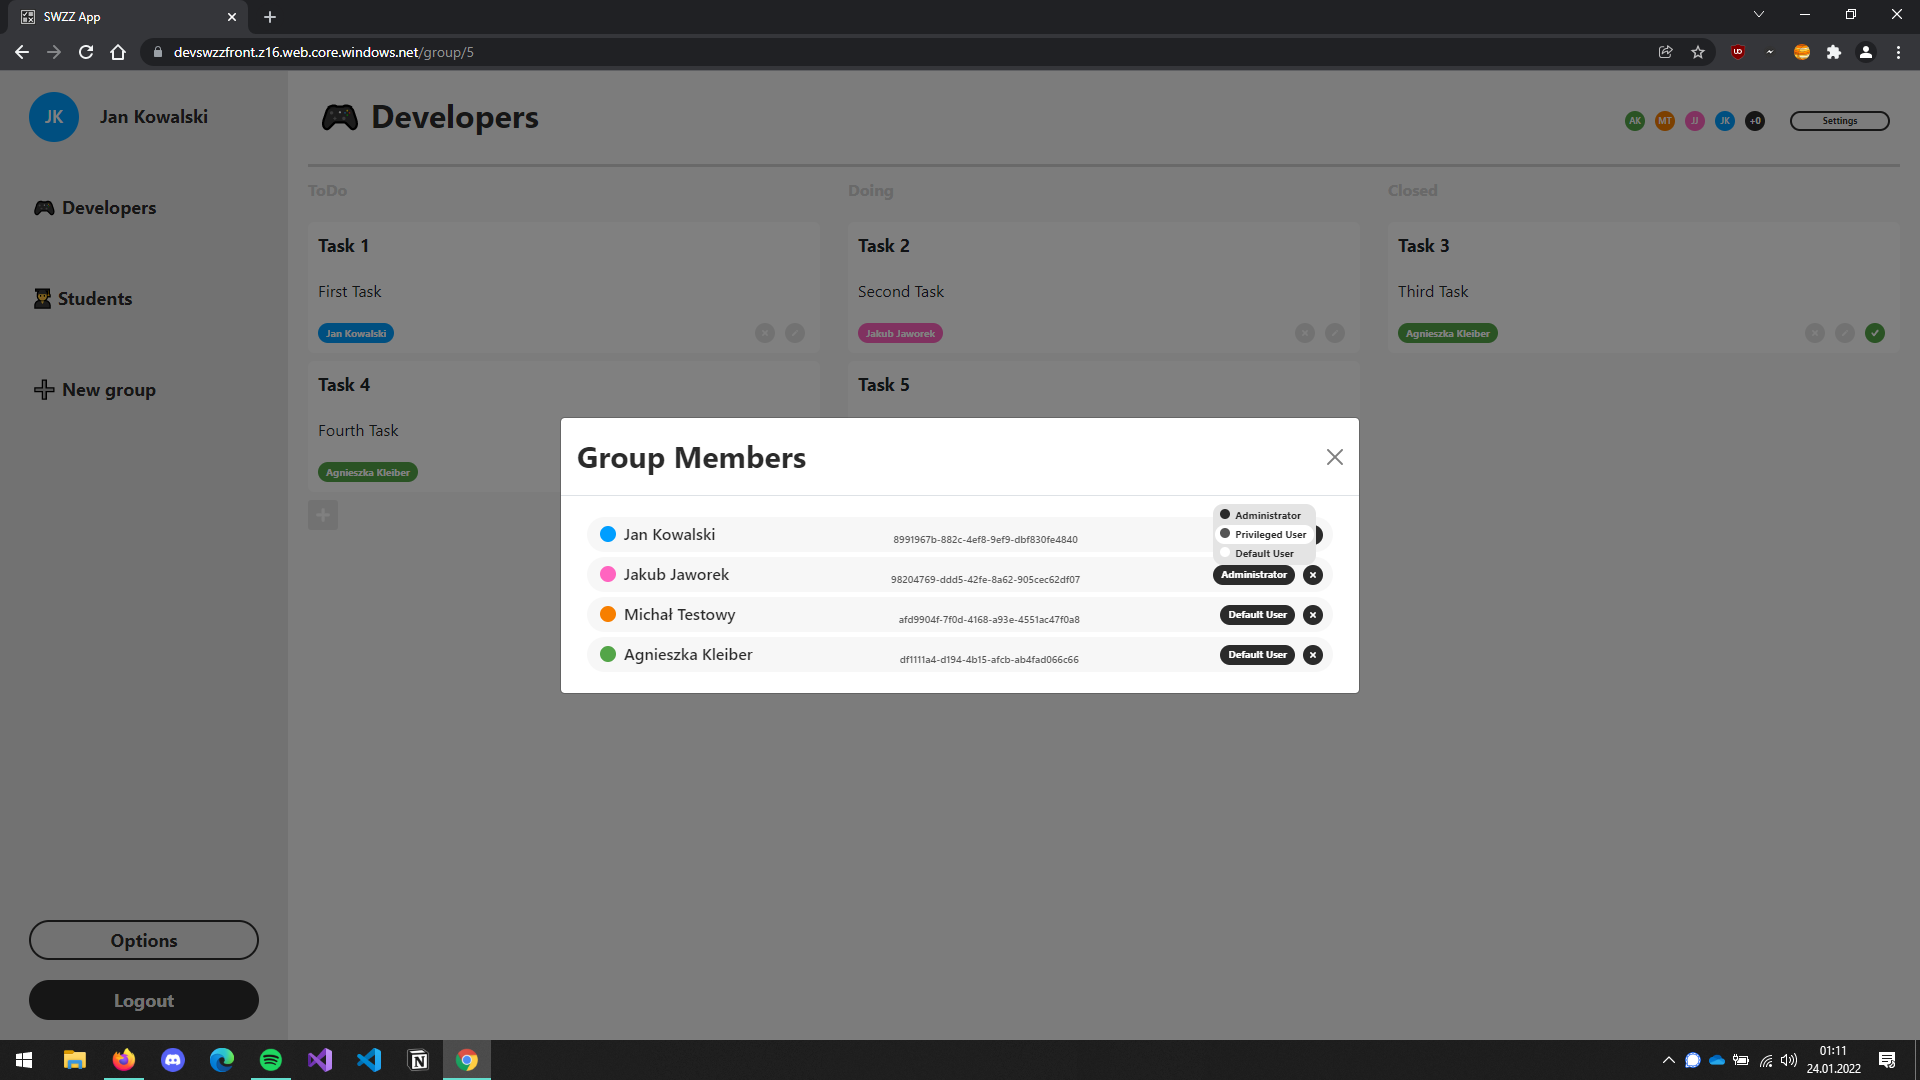 SWZZ App
devswzzfront.z16.web.core.windows.net/group/5
JK
Jan Kowalski
Developers
Students
New group
Options
Logout
Developers
AK MT JJ JK +0
Settings
ToDo
Doing
Closed
Task 1
First Task
Jan Kowalski
Task 2
Second Task
Jakub Jaworek
Task 3
Third Task
Agnieszka Kleiber
Task 4
Fourth Task
Agnieszka Kleiber
Task 5
Group Members
Jan Kowalski
8991967b-882c-4ef8-9ef9-dbf830fe4840
Administrator
Privileged User
Default User
Jakub Jaworek
98204769-ddd5-42fe-8a62-905cec62df07
Administrator
Michał Testowy
afd9904f-7f0d-4168-a93e-4551ac47f0a8
Default User
Agnieszka Kleiber
df1111a4-d194-4b15-afcb-ab4fad066c66
Default User
01:11
24.01.2022